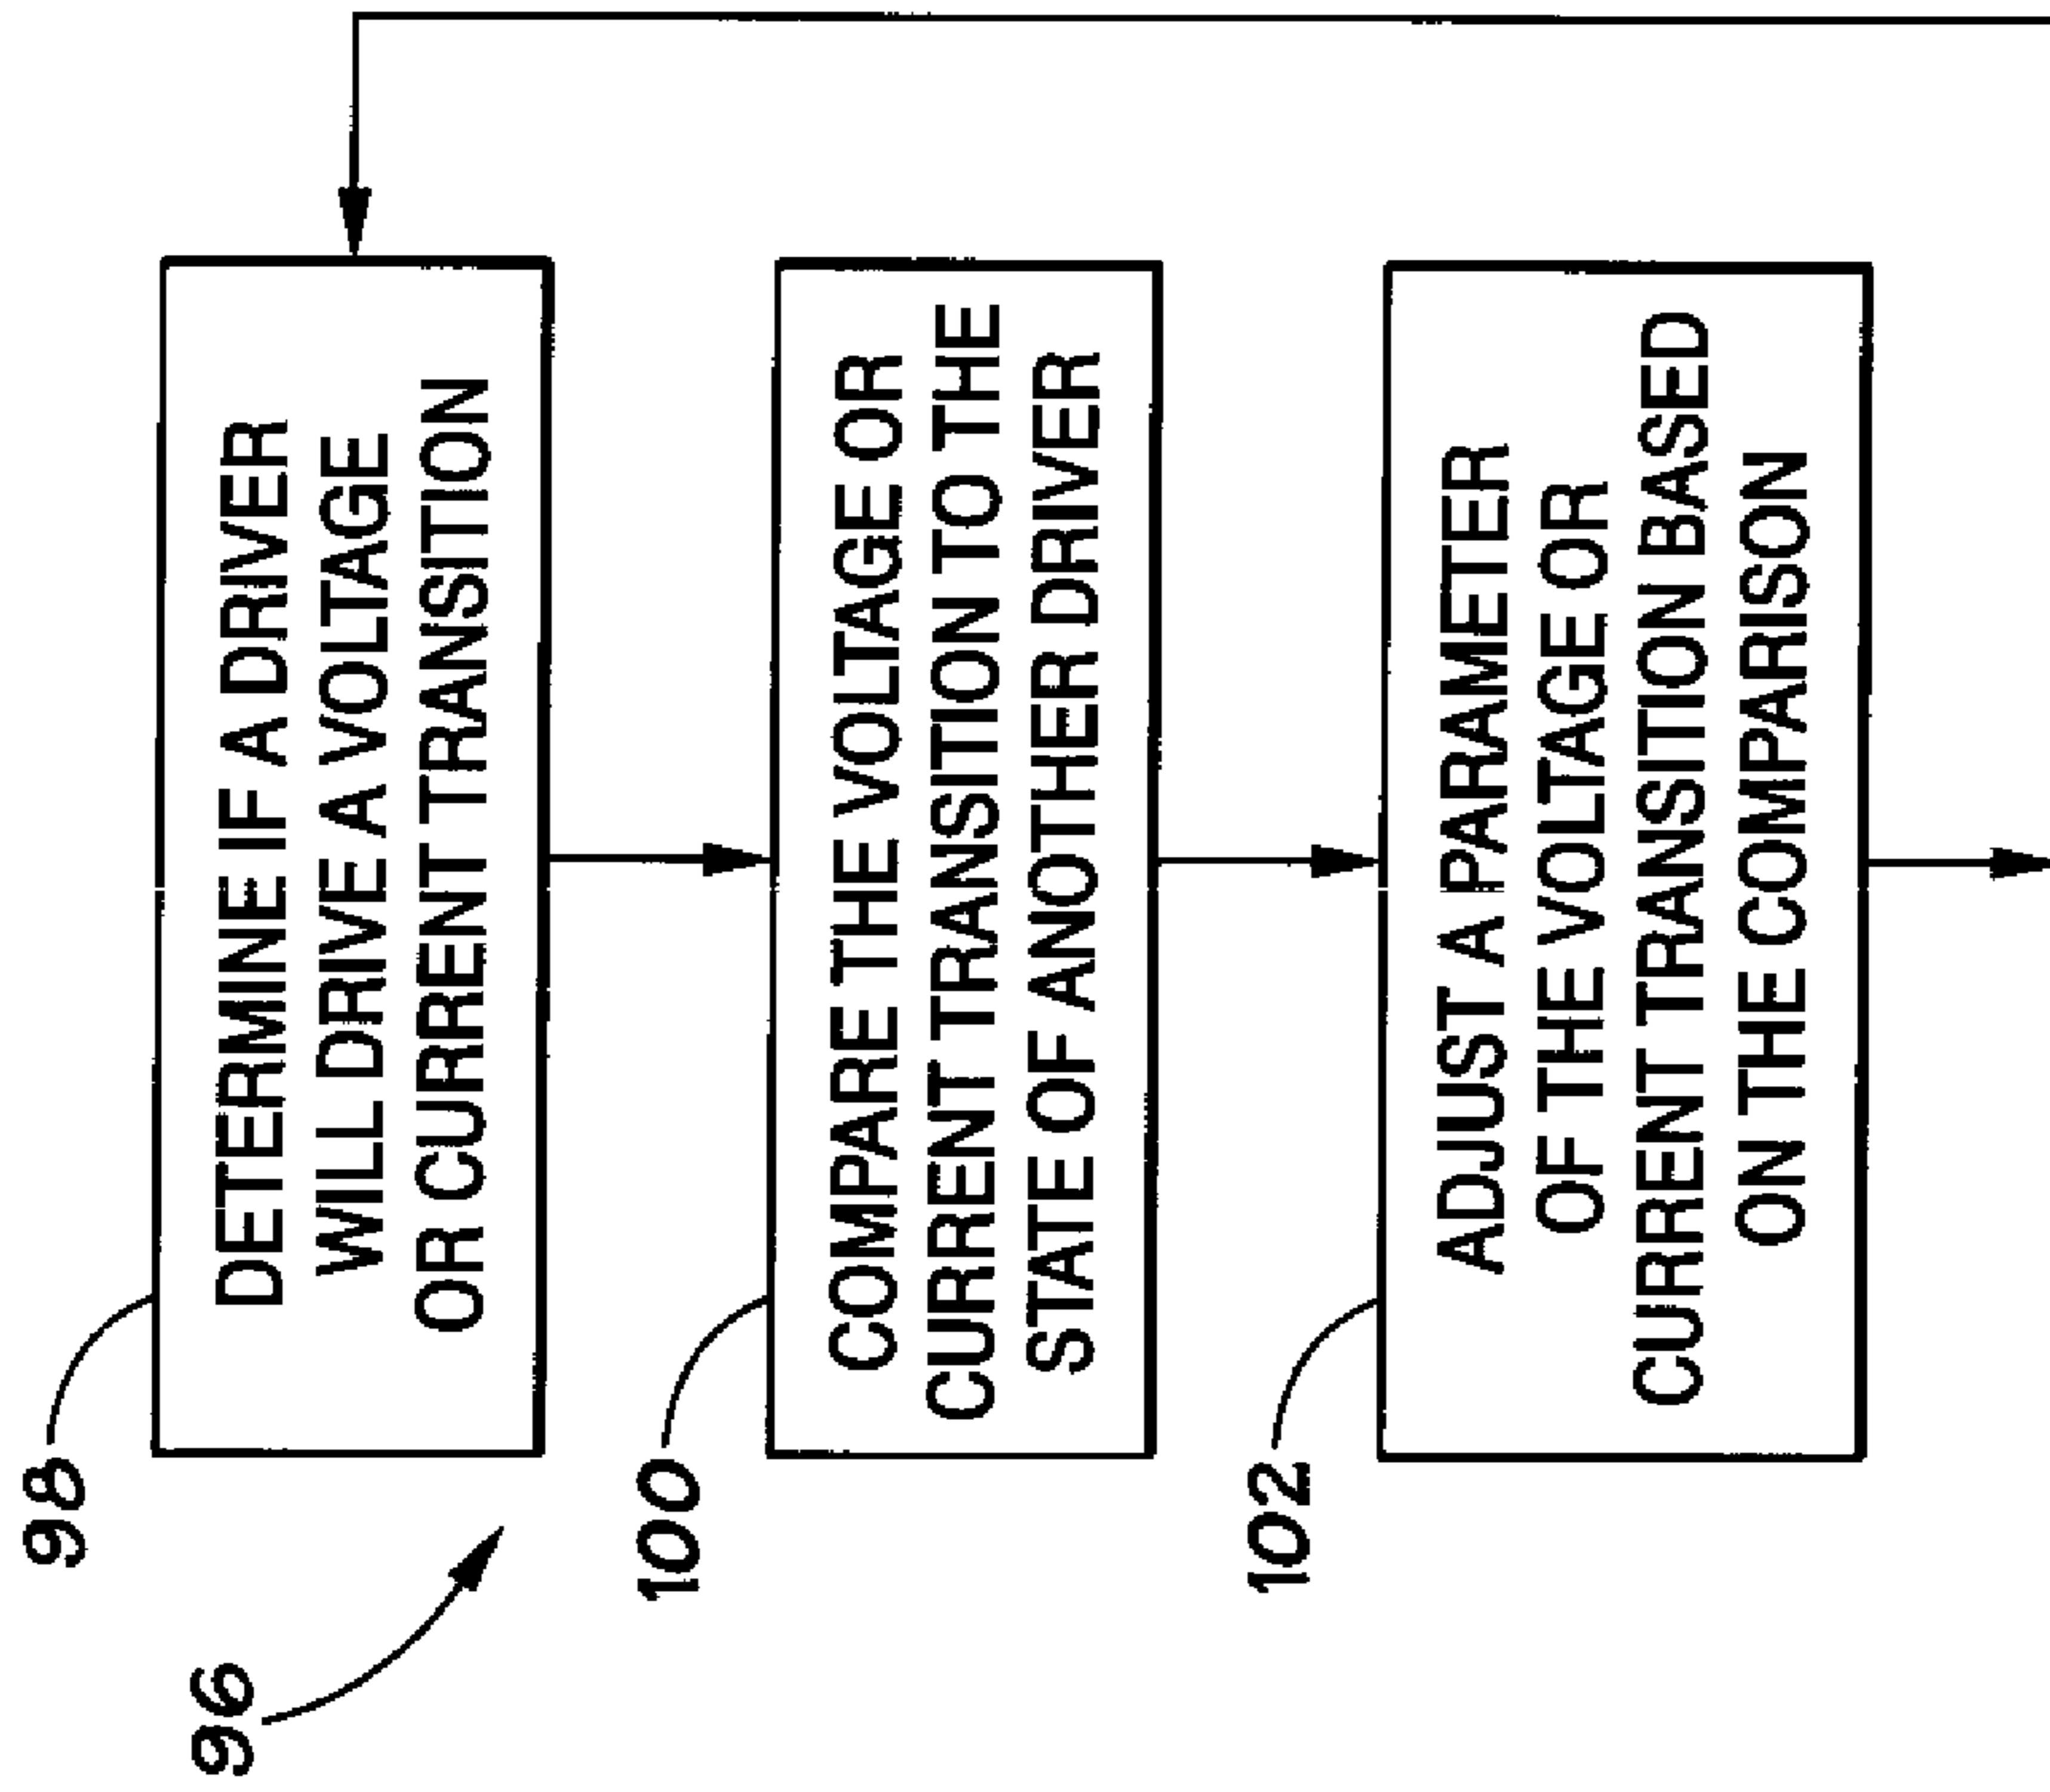 96
98
DETERMINE IF A DRIVER
WILL DRIVE A VOLTAGE
OR CURRENT TRANSITION
100
COMPARE THE VOLTAGE OR
CURRENT TRANSITION TO THE
STATE OF ANOTHER DRIVER
102
ADJUST A PARAMETER
OF THE VOLTAGE OR
CURRENT TRANSITION BASED
ON THE COMPARISON